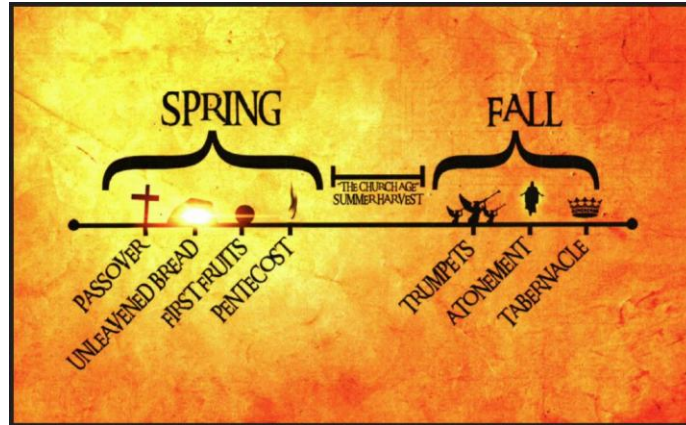 SPRING
FALL
"THE CHURCH AGE"
SUMMER HARVEST
PASSOVER
UNLEAVENED BREAD
FIRST FRUITS
PENTECOST
TRUMPETS
ATONEMENT
TABERNACLE